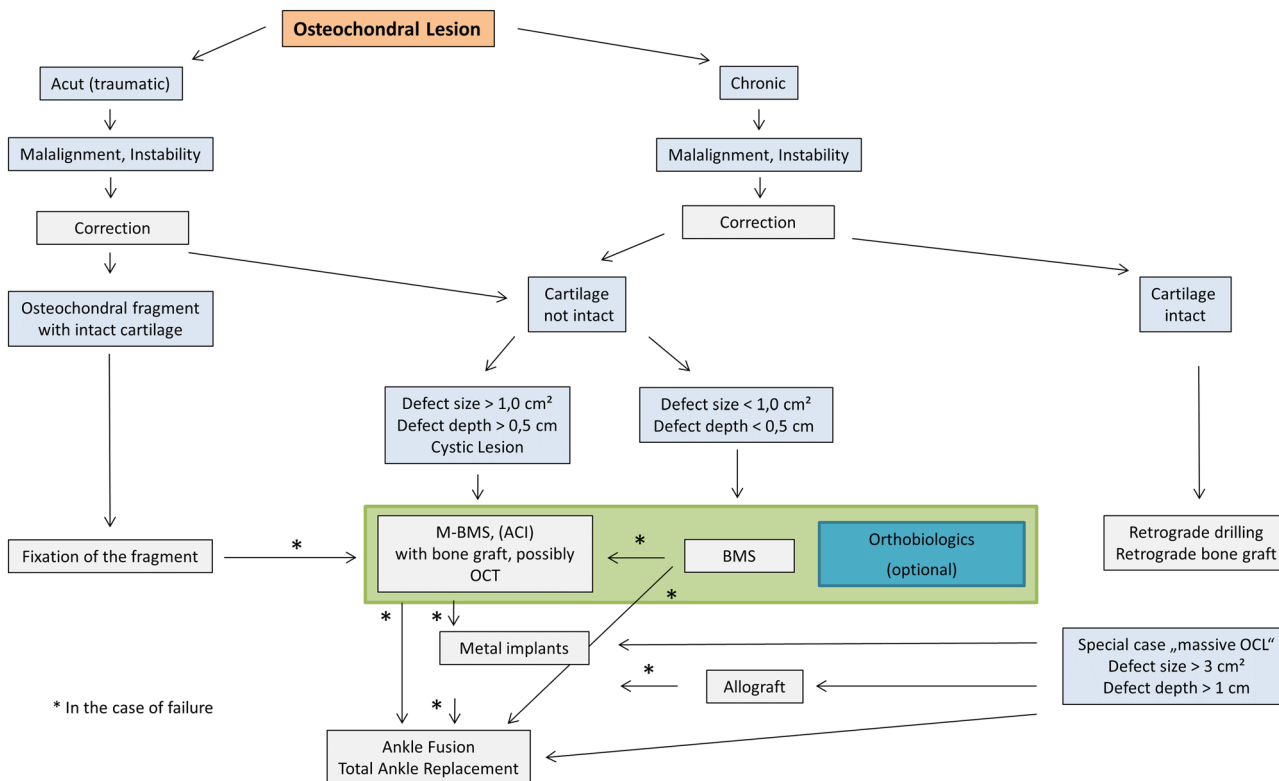 Osteochondral Lesion
Acut (traumatic)
Chronic
Malalignment, Instability
Malalignment, Instability
Correction
Correction
Osteochondral fragment
with intact cartilage
Cartilage
not intact
Cartilage
intact
Defect size > 1,0 cm²
Defect depth > 0,5 cm
Cystic Lesion
Defect size < 1,0 cm²
Defect depth < 0,5 cm
Fixation of the fragment
*
M-BMS, (ACI)
with bone graft, possibly
OCT
*
BMS
Orthobiologics
(optional)
Retrograde drilling
Retrograde bone graft
*
*
*
Metal implants
Special case „massive OCL“
Defect size > 3 cm²
Defect depth > 1 cm
*
Allograft
* In the case of failure
*
Ankle Fusion
Total Ankle Replacement